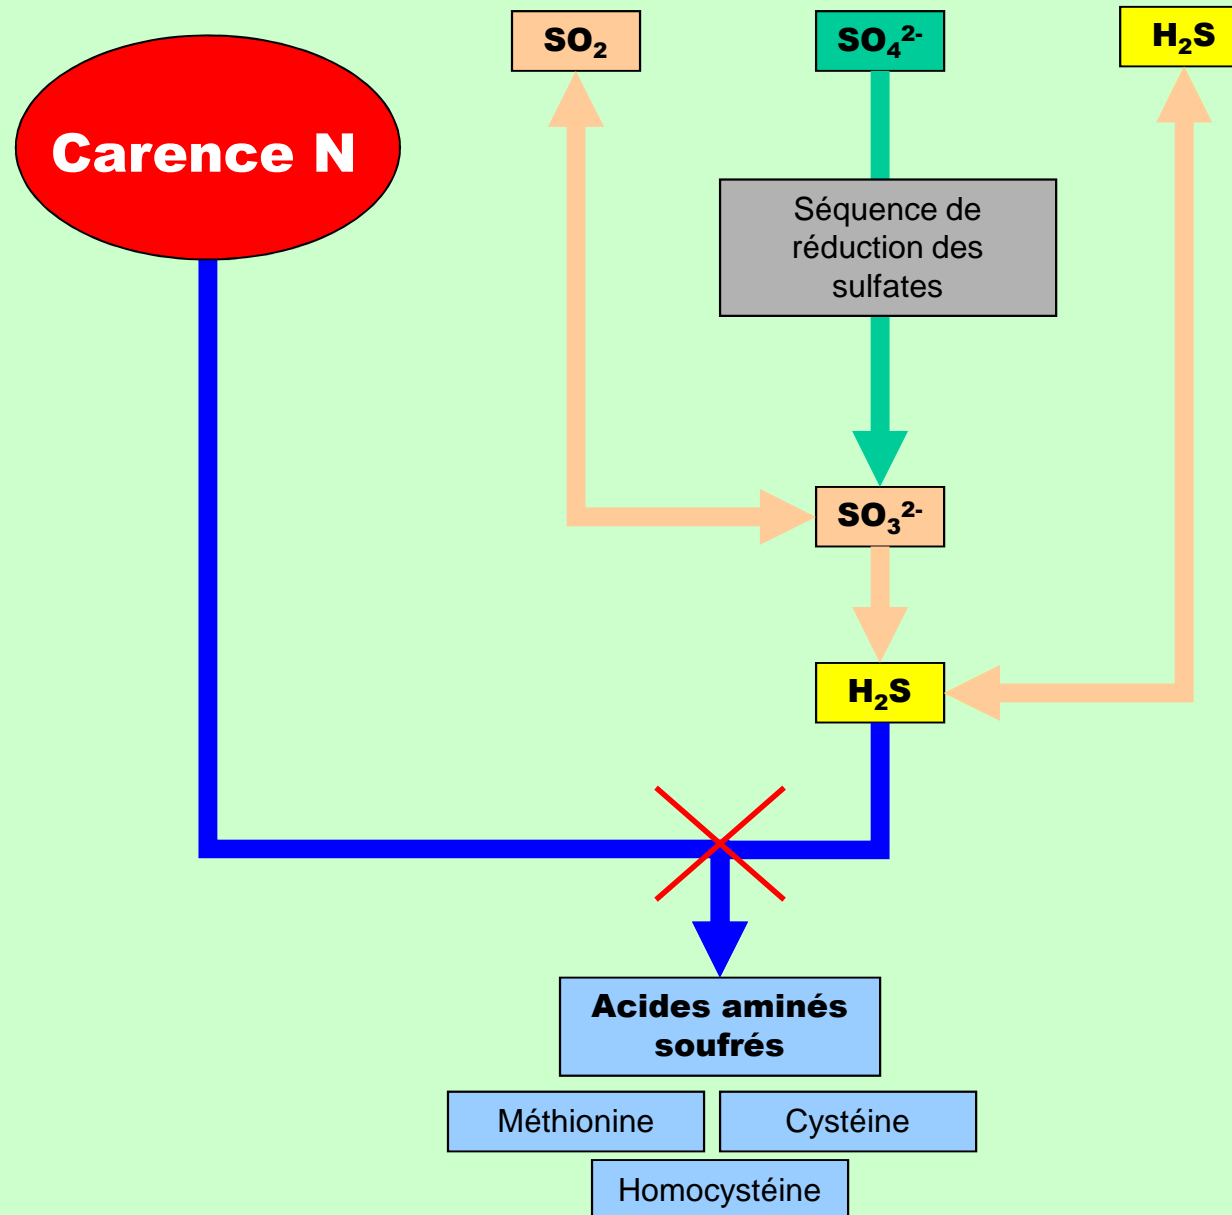 SO₂
SO₄²⁻
H₂S
Carence N
Séquence de
réduction des
sulfates
SO₃²⁻
H₂S
Acides aminés
soufrés
Méthionine
Cystéine
Homocystéine